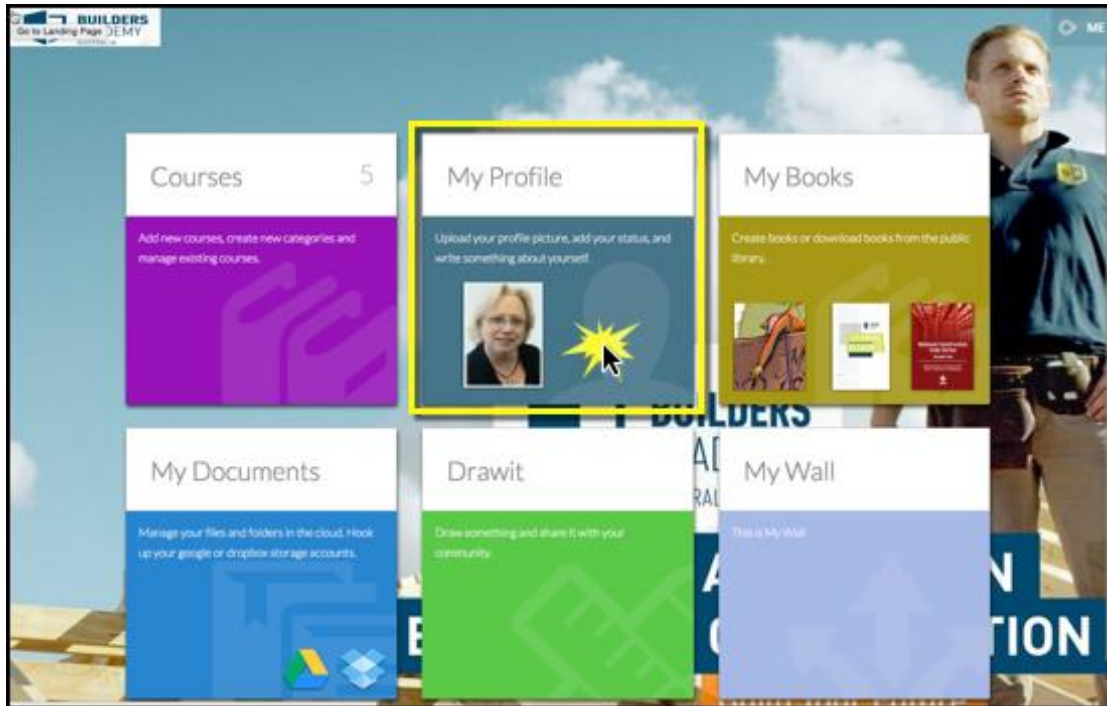 BUILDERS
Go to Landing Page DEMY
ME
Courses 5
Add new courses, create new categories and
manage existing courses.
My Profile
Upload your profile picture, add your status, and
write something about yourself.
My Books
Create books or download books from the public
library.
BUILDERS
My Documents
Manage your files and folders in the cloud. Hook
up your google or dropbox storage accounts.
Drawit
Draw something and share it with your
community.
My Wall
This is My Wall
AD
RAL
A
N
E
C
TION